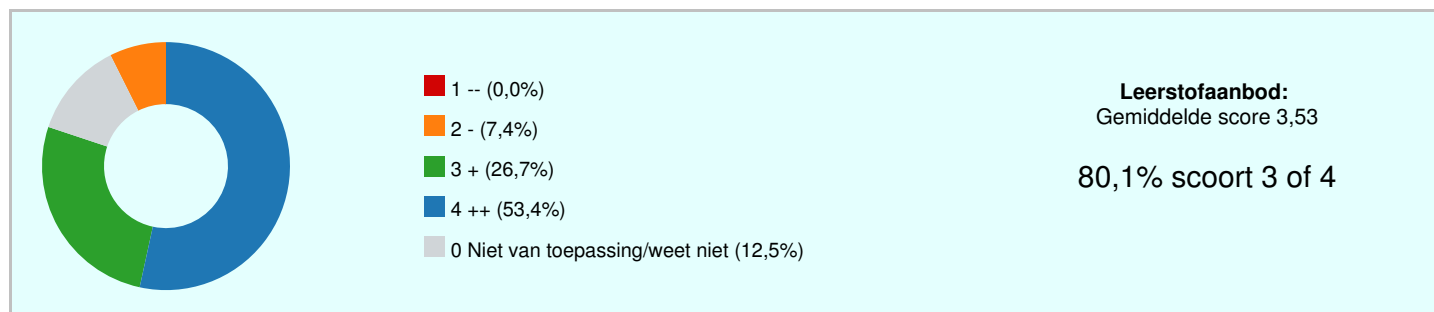 1 -- (0,0%)
2 - (7,4%)
3 + (26,7%)
4 ++ (53,4%)
0 Niet van toepassing/weet niet (12,5%)
Leerstofaanbod:
Gemiddelde score 3,53
80,1% scoort 3 of 4